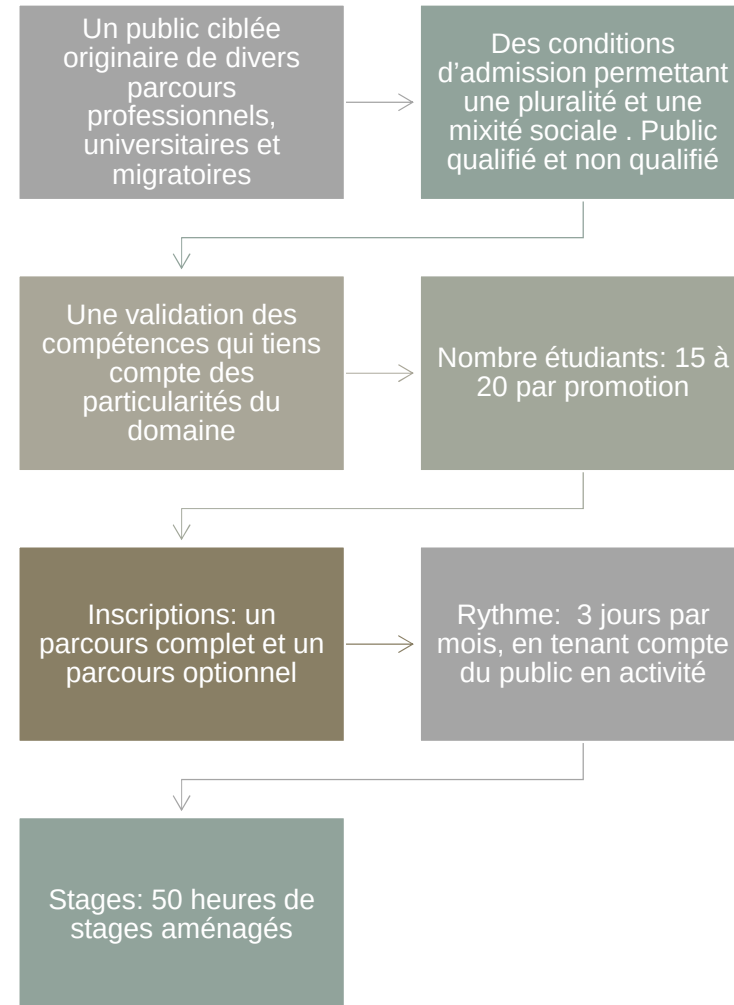 Un public ciblée
originaire de divers
parcours
professionnels,
universitaires et
migratoires
Des conditions
d’admission permettant
une pluralité et une
mixité sociale . Public
qualifié et non qualifié
Une validation des
compétences qui tiens
compte des
particularités du
domaine
Nombre étudiants: 15 à
20 par promotion
Inscriptions: un
parcours complet et un
parcours optionnel
Rythme:  3 jours par
mois, en tenant compte
du public en activité
Stages: 50 heures de
stages aménagés